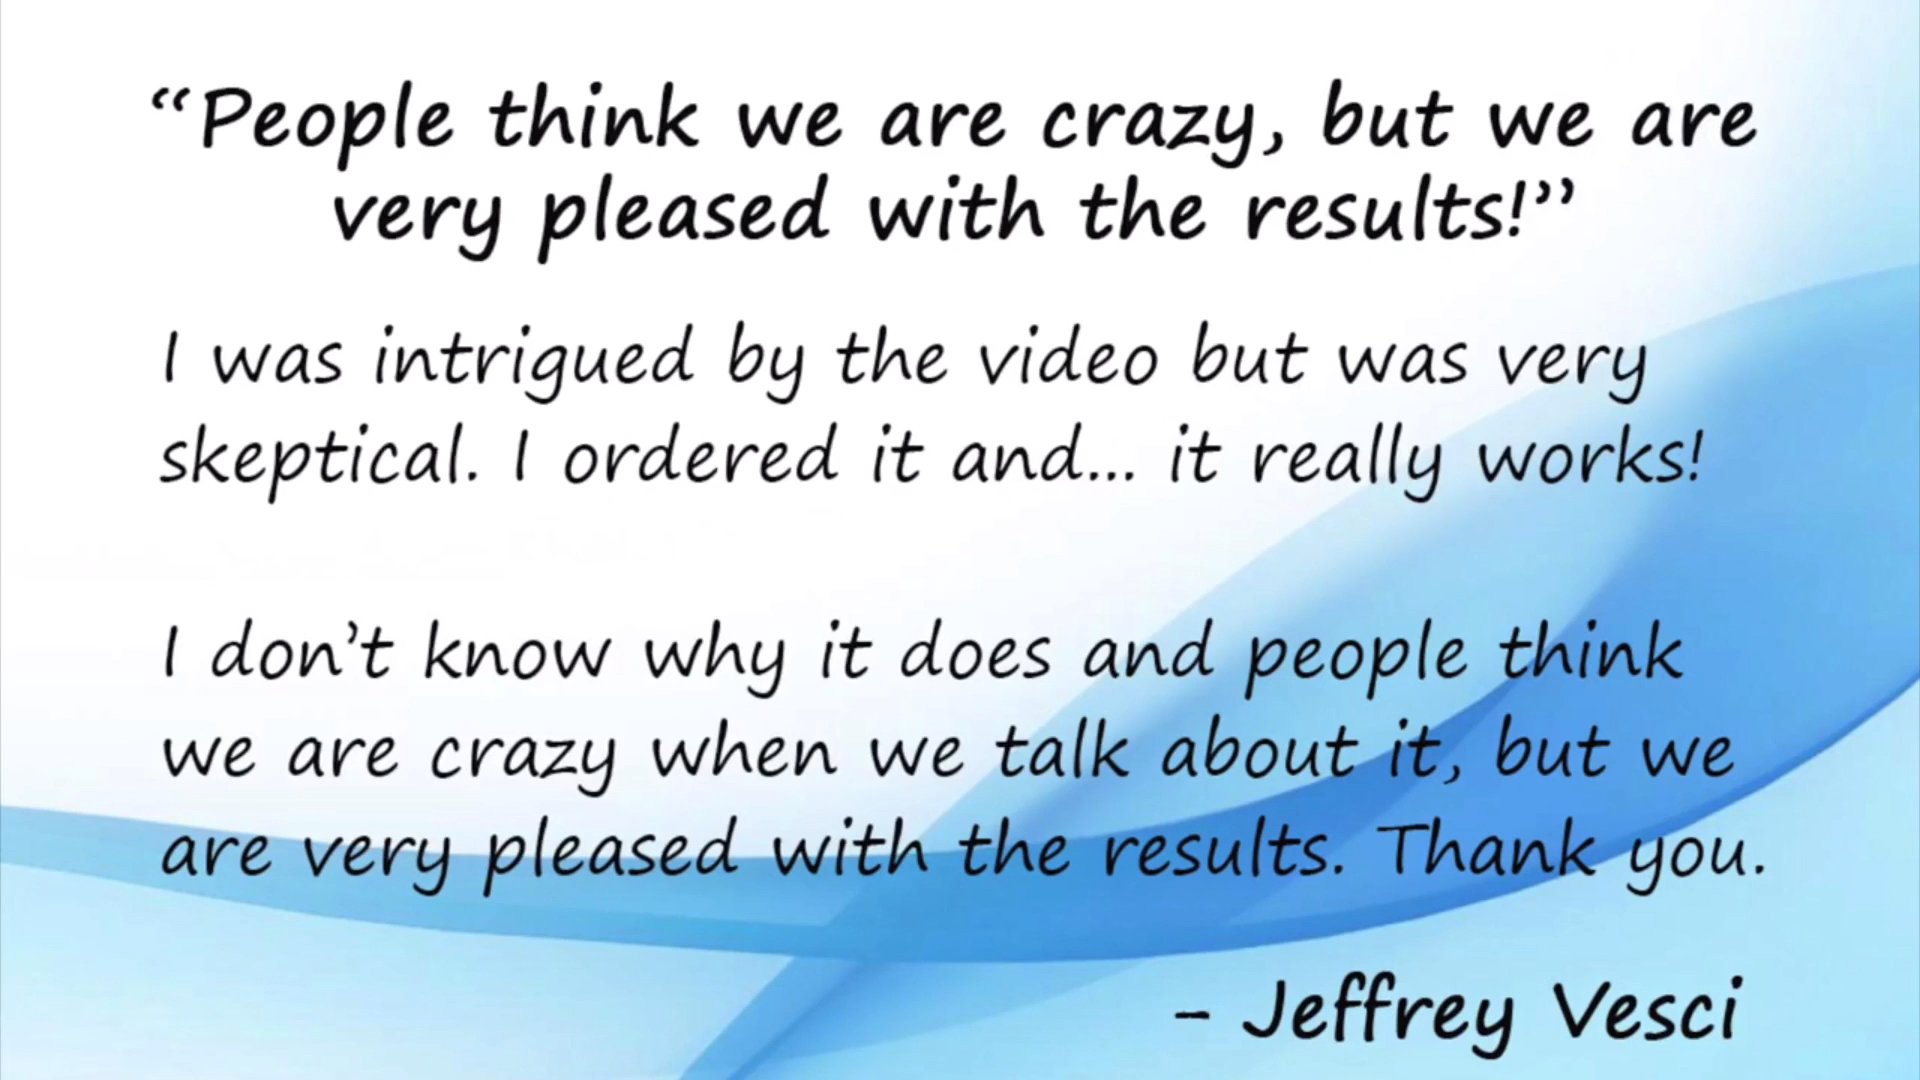 “People think we are crazy, but we are
very pleased with the results!”
I was intrigued by the video but was very
skeptical. I ordered it and... it really works!
I don’t know why it does and people think
we are crazy when we talk about it, but we
are very pleased with the results. Thank you.
- Jeffrey Vesci